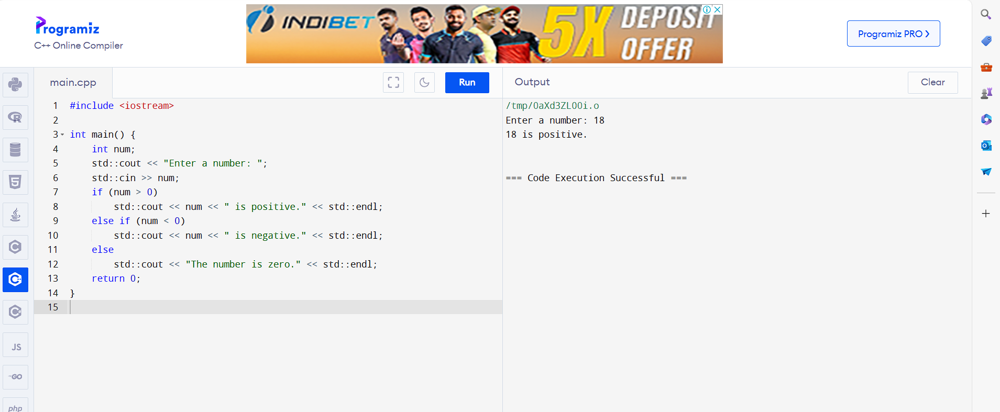 Programiz
C++ Online Compiler
INDIBET
5X
DEPOSIT
OFFER
Programiz PRO ❯
main.cpp
Run
Output
Clear
1 #include <iostream>
2
3 int main() {
4     int num;
5     std::cout << "Enter a number: ";
6     std::cin >> num;
7     if (num > 0)
8         std::cout << num << " is positive." << std::endl;
9     else if (num < 0)
10         std::cout << num << " is negative." << std::endl;
11     else
12         std::cout << "The number is zero." << std::endl;
13     return 0;
14 }
15
/tmp/0aXd3ZLO0i.o
Enter a number: 18
18 is positive.
=== Code Execution Successful ===
JS
GO
php